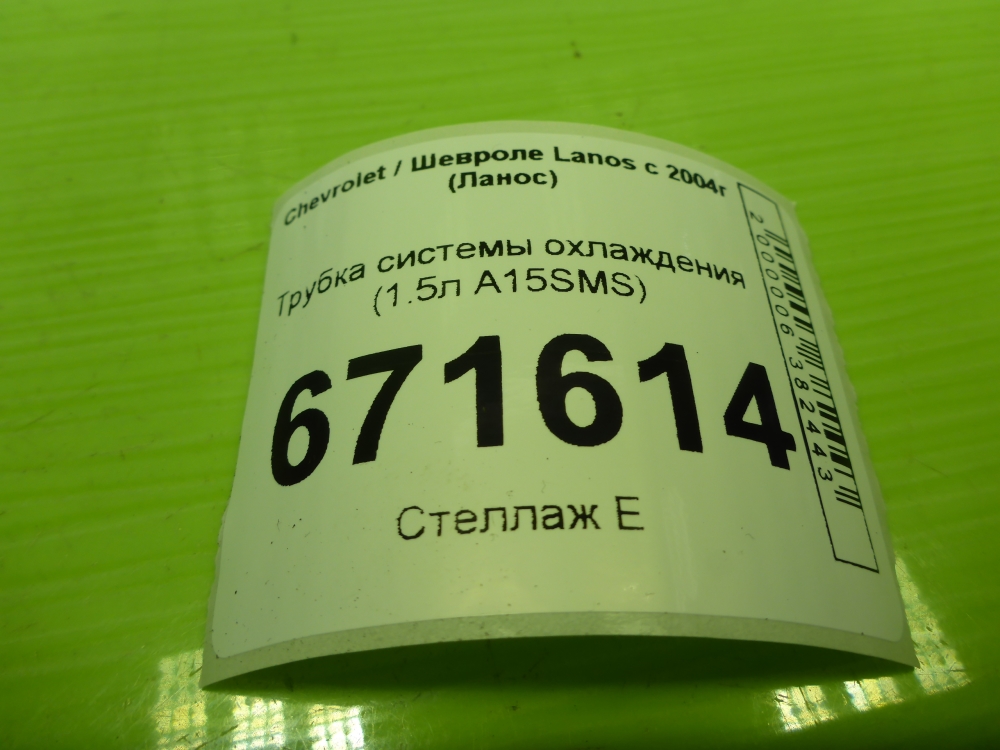 Chevrolet / Шевроле Lanos с 2004г
(Ланос)
Трубка системы охлаждения
(1.5л A15SMS)
671614
Стеллаж E
2000006382443